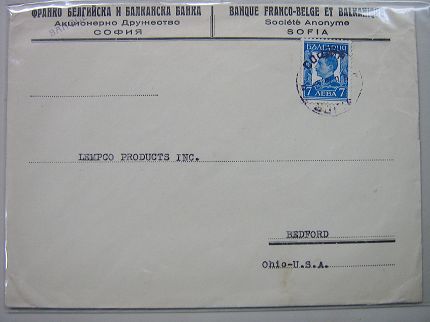 ФРАНКО БЕЛГИЙСКА И БАЛКАНСКА БАНКА
Акционерно Дружество
СОФИЯ
BANQUE FRANCO-BELGE ET BALKANIQUE
Société Anonyme
SOFIA
БЪЛГАРИЯ
7 ЛЕВА 7
LEMPCO PRODUCTS INC.
BEDFORD
Ohio-U.S.A.